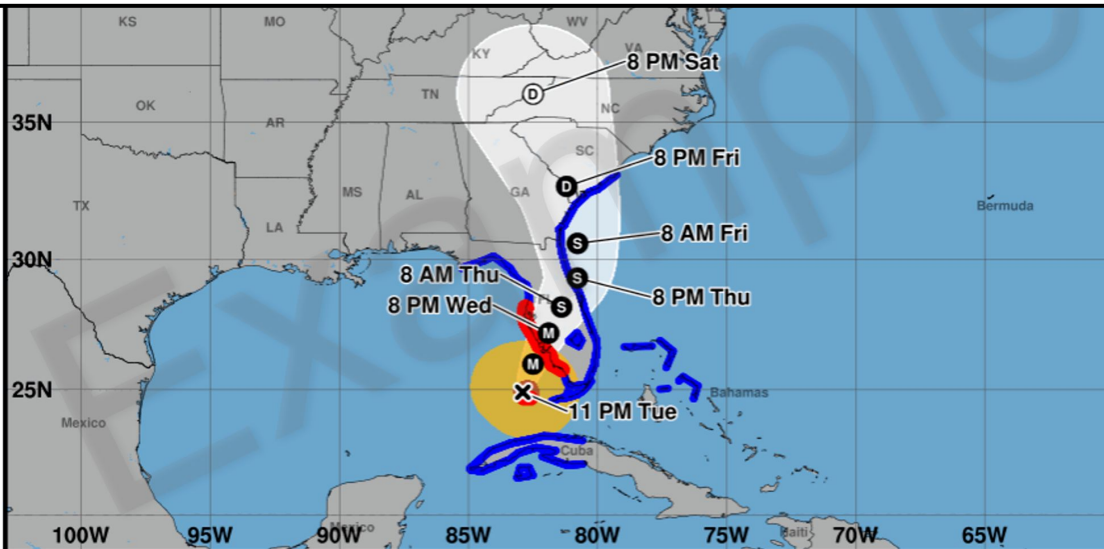 KS
MO
KY
WV
VA
8 PM Sat
D
TN
OK
AR
NC
35N
SC
8 PM Fri
D
MS
AL
GA
TX
LA
Bermuda
8 AM Fri
S
30N
8 AM Thu
S
8 PM Thu
FL
S
8 PM Wed
M
M
25N
Bahamas
11 PM Tue
Mexico
Cuba
Mexico
Haiti
100W
95W
90W
85W
80W
75W
70W
65W
Example